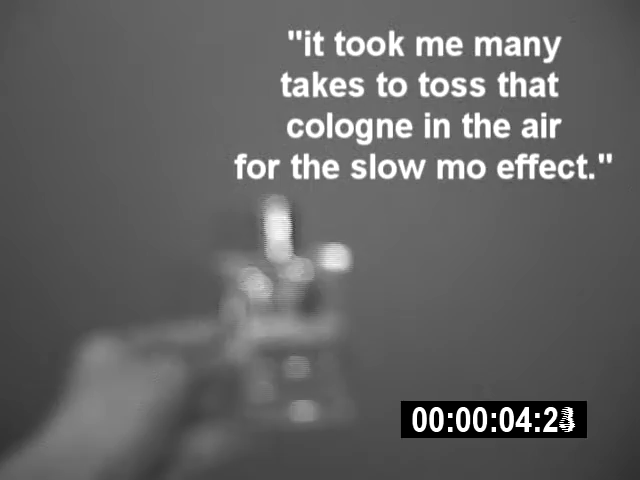 "it took me many
takes to toss that
cologne in the air
for the slow mo effect."
00:00:04:2